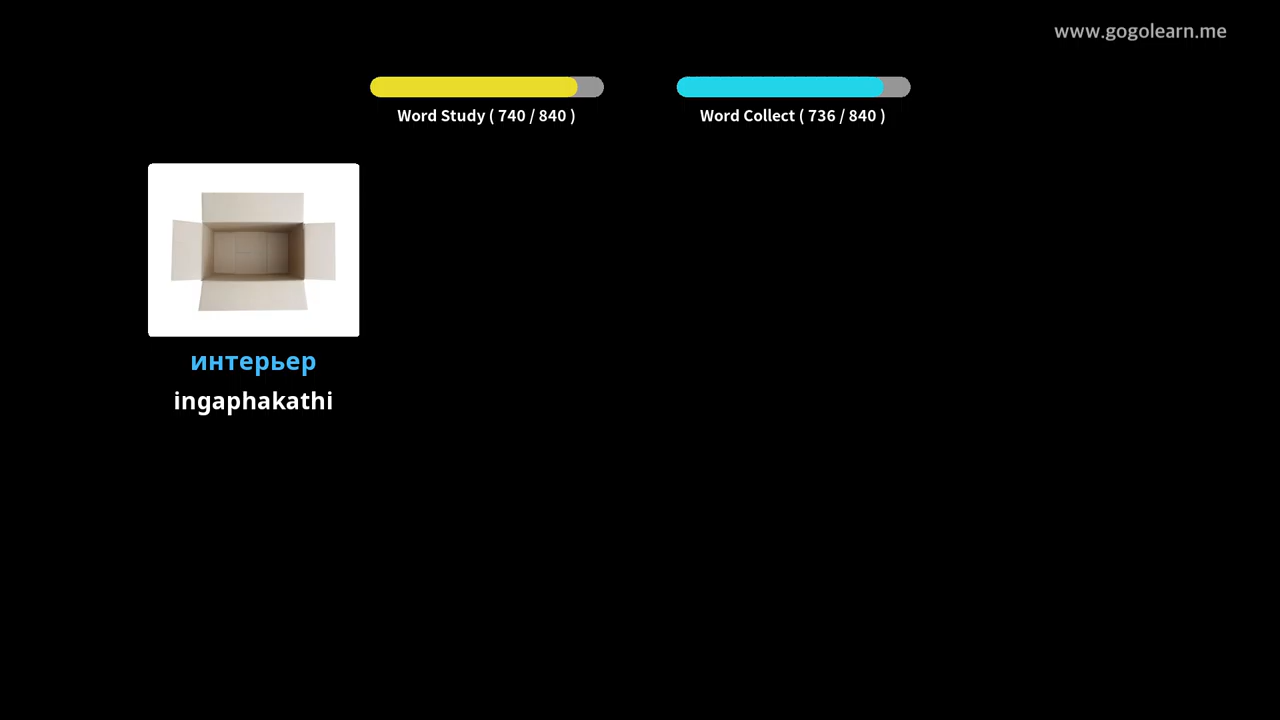 www.gogolearn.me
Word Study ( 740 / 840 )
Word Collect ( 736 / 840 )
интерьер
ingaphakathi